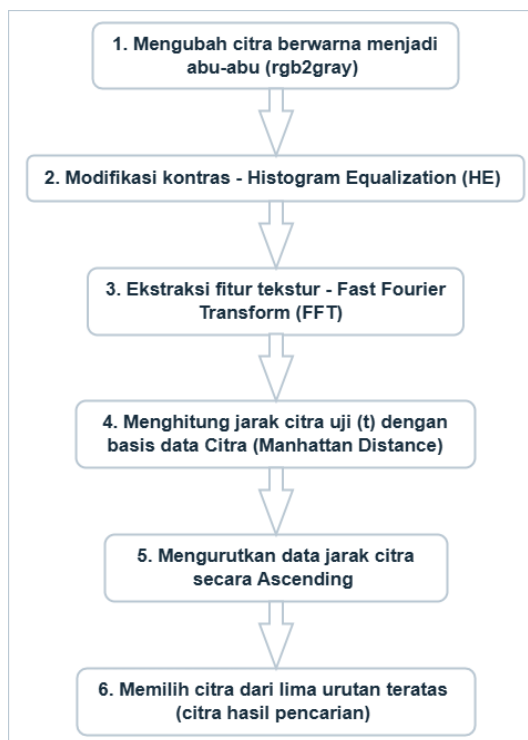 1. Mengubah citra berwarna menjadi
abu-abu (rgb2gray)
2. Modifikasi kontras - Histogram Equalization (HE)
3. Ekstraksi fitur tekstur - Fast Fourier
Transform (FFT)
4. Menghitung jarak citra uji (t) dengan
basis data Citra (Manhattan Distance)
5. Mengurutkan data jarak citra
secara Ascending
6. Memilih citra dari lima urutan teratas
(citra hasil pencarian)